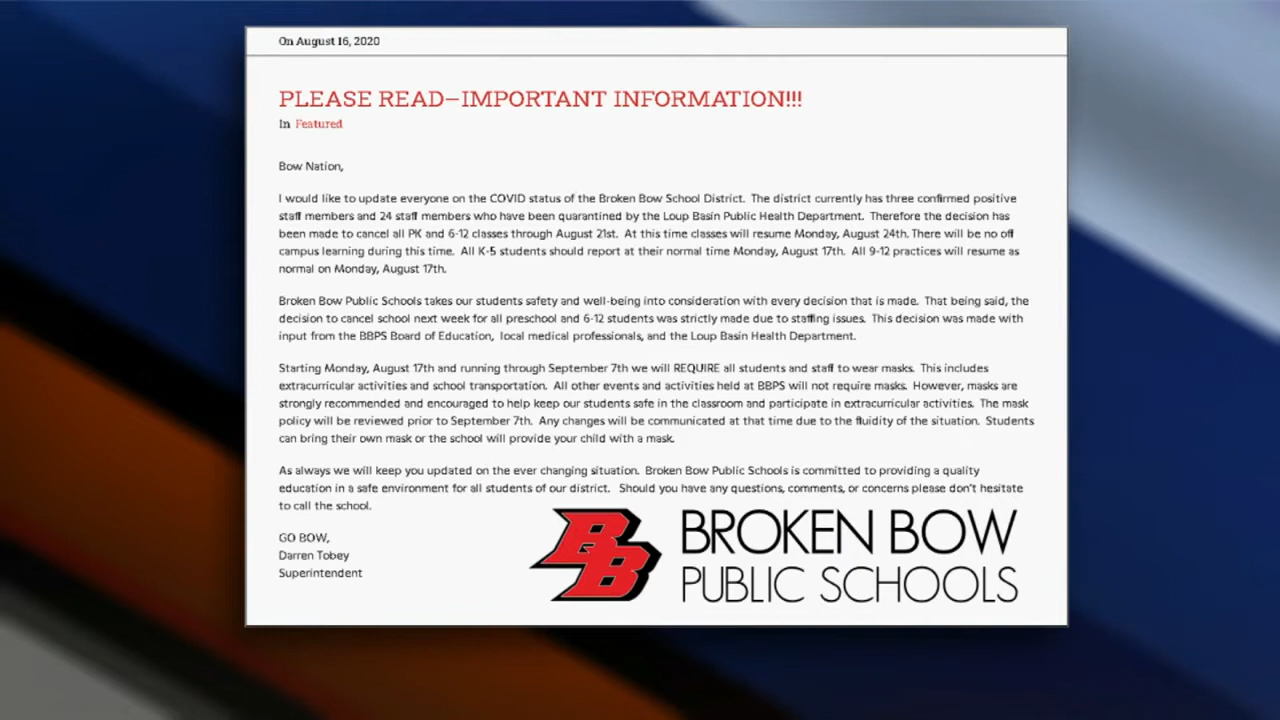 On August 16, 2020
PLEASE READ–IMPORTANT INFORMATION!!!
In Featured
Bow Nation,
I would like to update everyone on the COVID status of the Broken Bow School District. The district currently has three confirmed positive
staff members and 24 staff members who have been quarantined by the Loup Basin Public Health Department. Therefore the decision has
been made to cancel all PK and 6-12 classes through August 21st. At this time classes will resume Monday, August 24th. There will be no off
campus learning during this time. All K-5 students should report at their normal time Monday, August 17th. All 9-12 practices will resume as
normal on Monday, August 17th.
Broken Bow Public Schools takes our students safety and well-being into consideration with every decision that is made. That being said, the
decision to cancel school next week for all preschool and 6-12 students was strictly made due to staffing issues. This decision was made with
input from the BBPS Board of Education, local medical professionals, and the Loup Basin Health Department.
Starting Monday, August 17th and running through September 7th we will REQUIRE all students and staff to wear masks. This includes
extracurricular activities and school transportation. All other events and activities held at BBPS will not require masks. However, masks are
strongly recommended and encouraged to help keep our students safe in the classroom and participate in extracurricular activities. The mask
policy will be reviewed prior to September 7th. Any changes will be communicated at that time due to the fluidity of the situation. Students
can bring their own mask or the school will provide your child with a mask.
As always we will keep you updated on the ever changing situation. Broken Bow Public Schools is committed to providing a quality
education in a safe environment for all students of our district. Should you have any questions, comments, or concerns please don't hesitate
to call the school.
GO BOW,
Darren Tobey
Superintendent
BB
BROKEN BOW
PUBLIC SCHOOLS